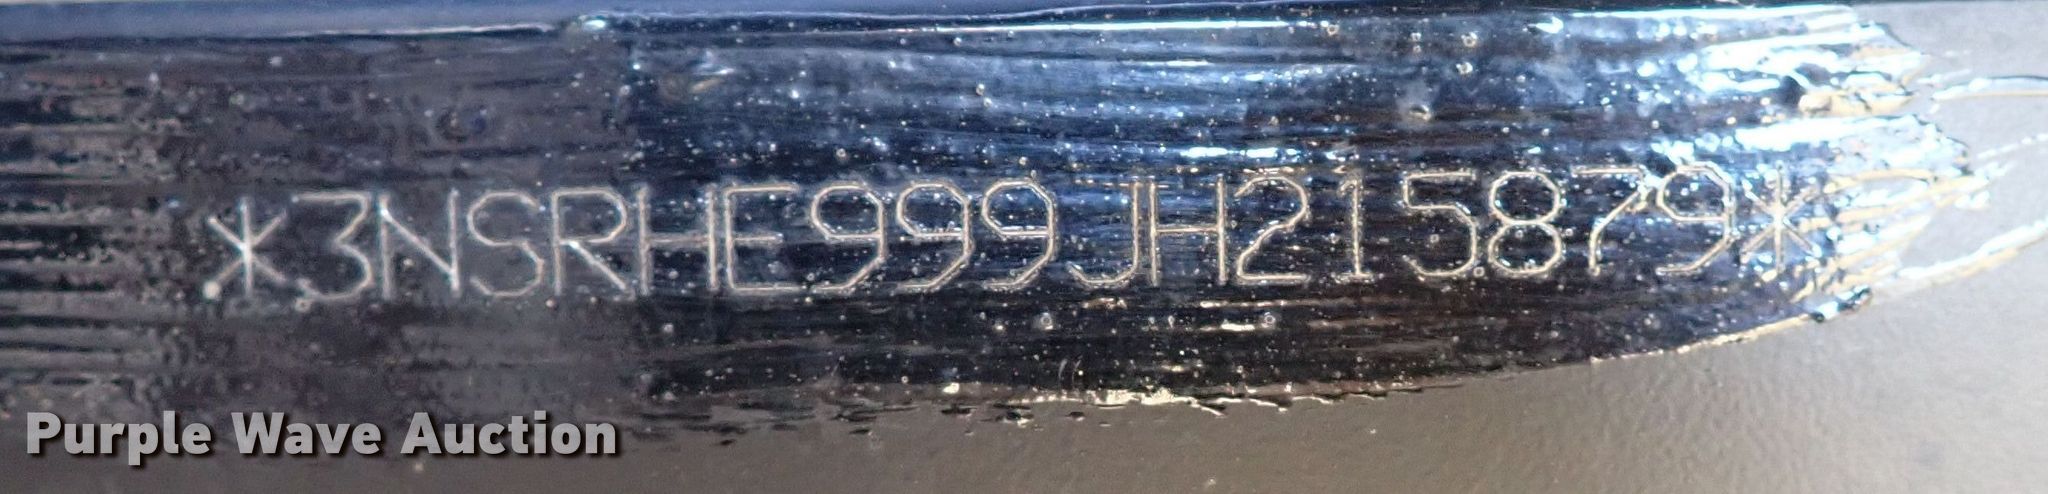 *3NSRHE999JH215879*
Purple Wave Auction